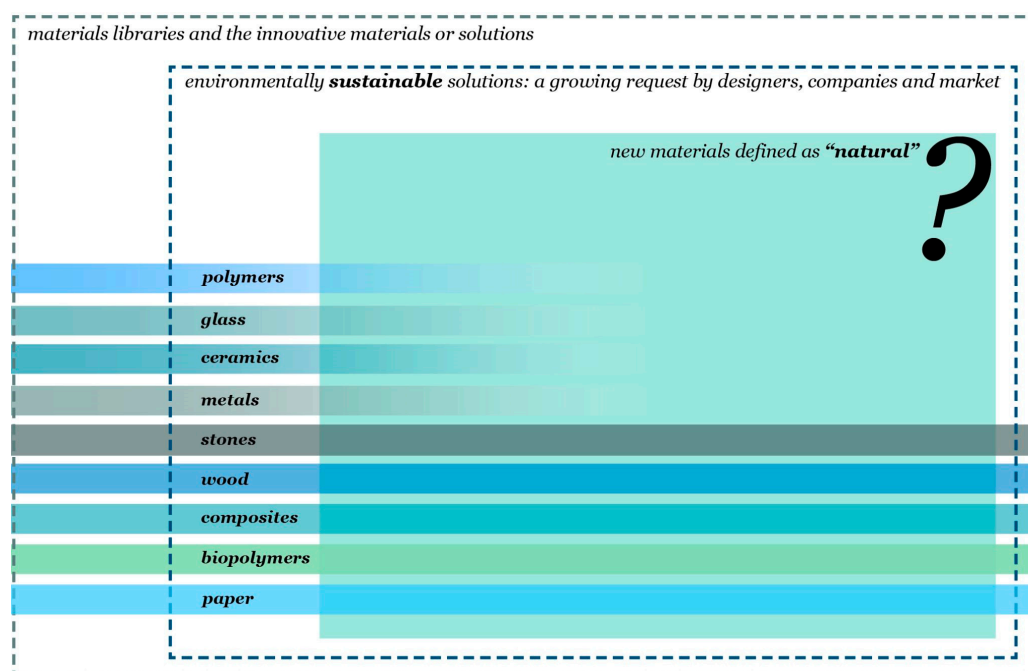 materials libraries and the innovative materials or solutions
environmentally sustainable solutions: a growing request by designers, companies and market
new materials defined as “natural”
?
polymers
glass
ceramics
metals
stones
wood
composites
biopolymers
paper